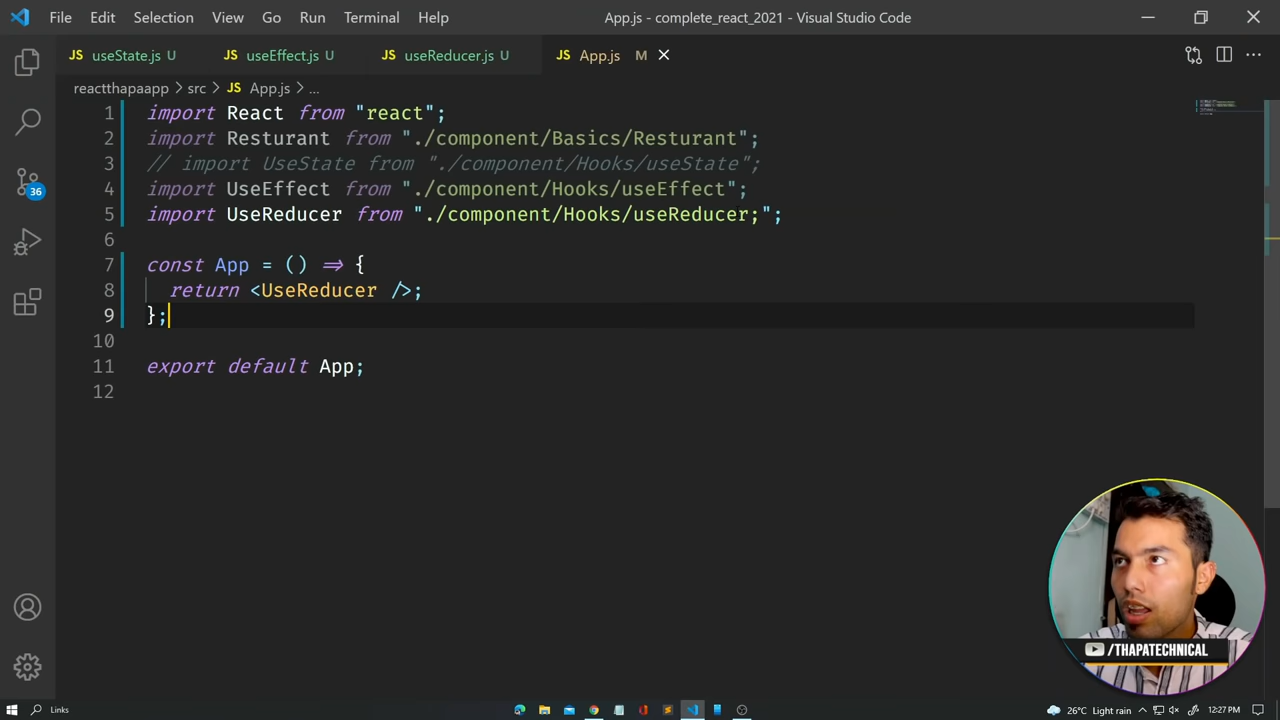 File Edit Selection View Go Run Terminal Help App.js - complete_react_2021 - Visual Studio Code
JS useState.js U JS useEffect.js U JS useReducer.js U JS App.js M
reactthapaapp > src > JS App.js > ...
1 import React from "react";
2 import Resturant from "./component/Basics/Resturant";
3 // import UseState from "./component/Hooks/useState";
4 import UseEffect from "./component/Hooks/useEffect";
5 import UseReducer from "./component/Hooks/useReducer;";
6
7 const App = () => {
8 return <UseReducer />;
9 };
10
11 export default App;
12
36
/THAPATECHNICAL
Links 26°C Light rain 12:27 PM